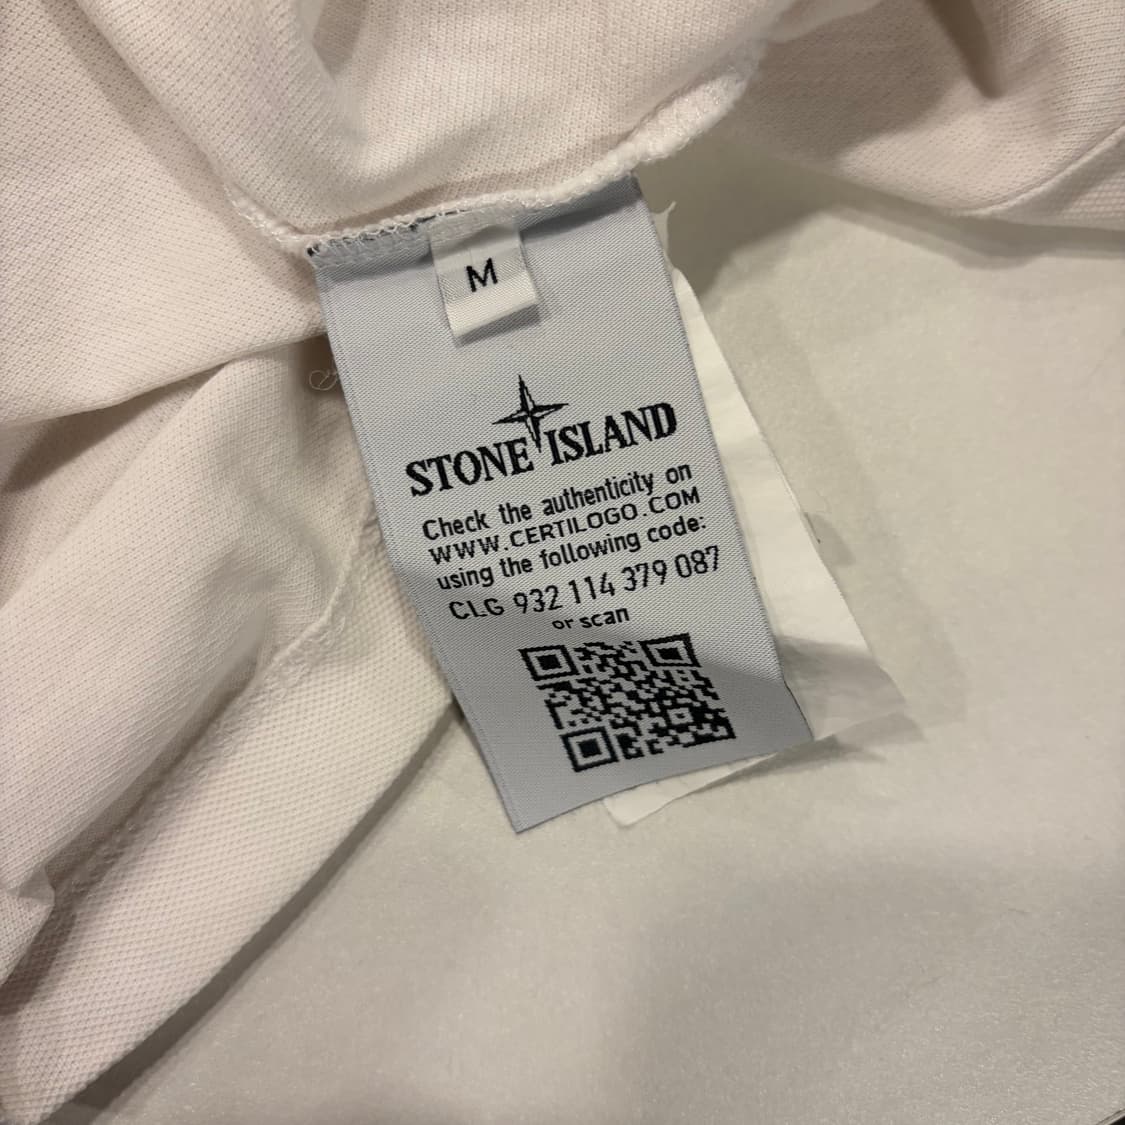 M
STONE ISLAND
Check the authenticity on
WWW.CERTILOGO.COM
using the following code:
CLG 932 114 379 087
or scan